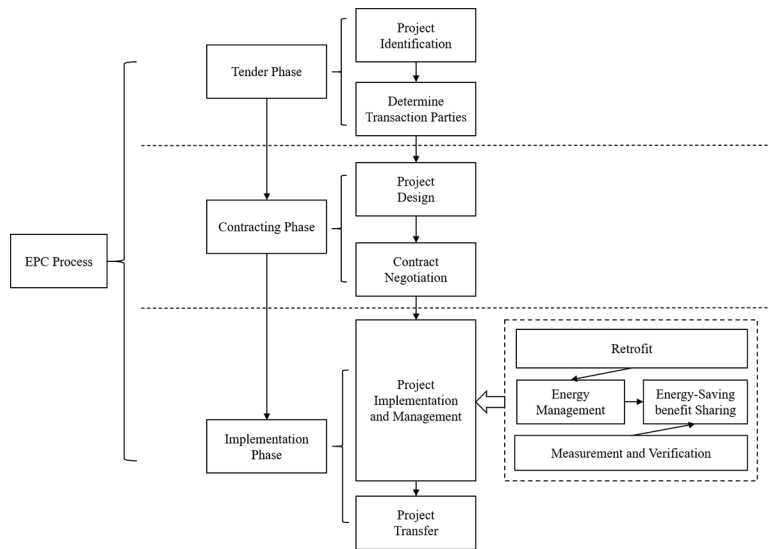 Project
Identification
Tender Phase
Determine
Transaction Parties
Project
Design
Contracting Phase
EPC Process
Contract
Negotiation
Retrofit
Project
Implementation
and Management
Energy
Management
Energy-Saving
benefit Sharing
Implementation
Phase
Measurement and Verification
Project
Transfer